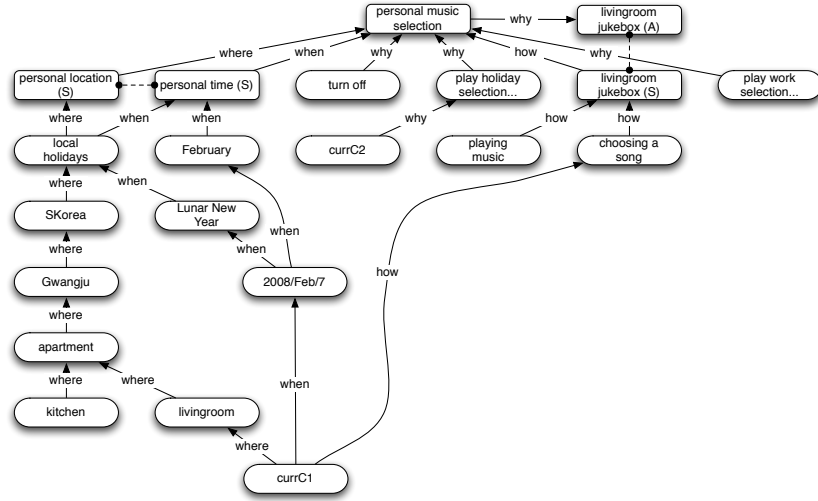 personal music
selection
why
livingroom
jukebox (A)
where
when
why
why
how
why
personal location
(S)
personal time (S)
turn off
play holiday
selection...
livingroom
jukebox (S)
play work
selection...
where
when
when
why
how
how
local
holidays
February
currC2
playing
music
choosing a
song
where
when
SKorea
Lunar New
Year
where
when
when
how
Gwangju
2008/Feb/7
where
apartment
where
where
when
kitchen
livingroom
where
currC1